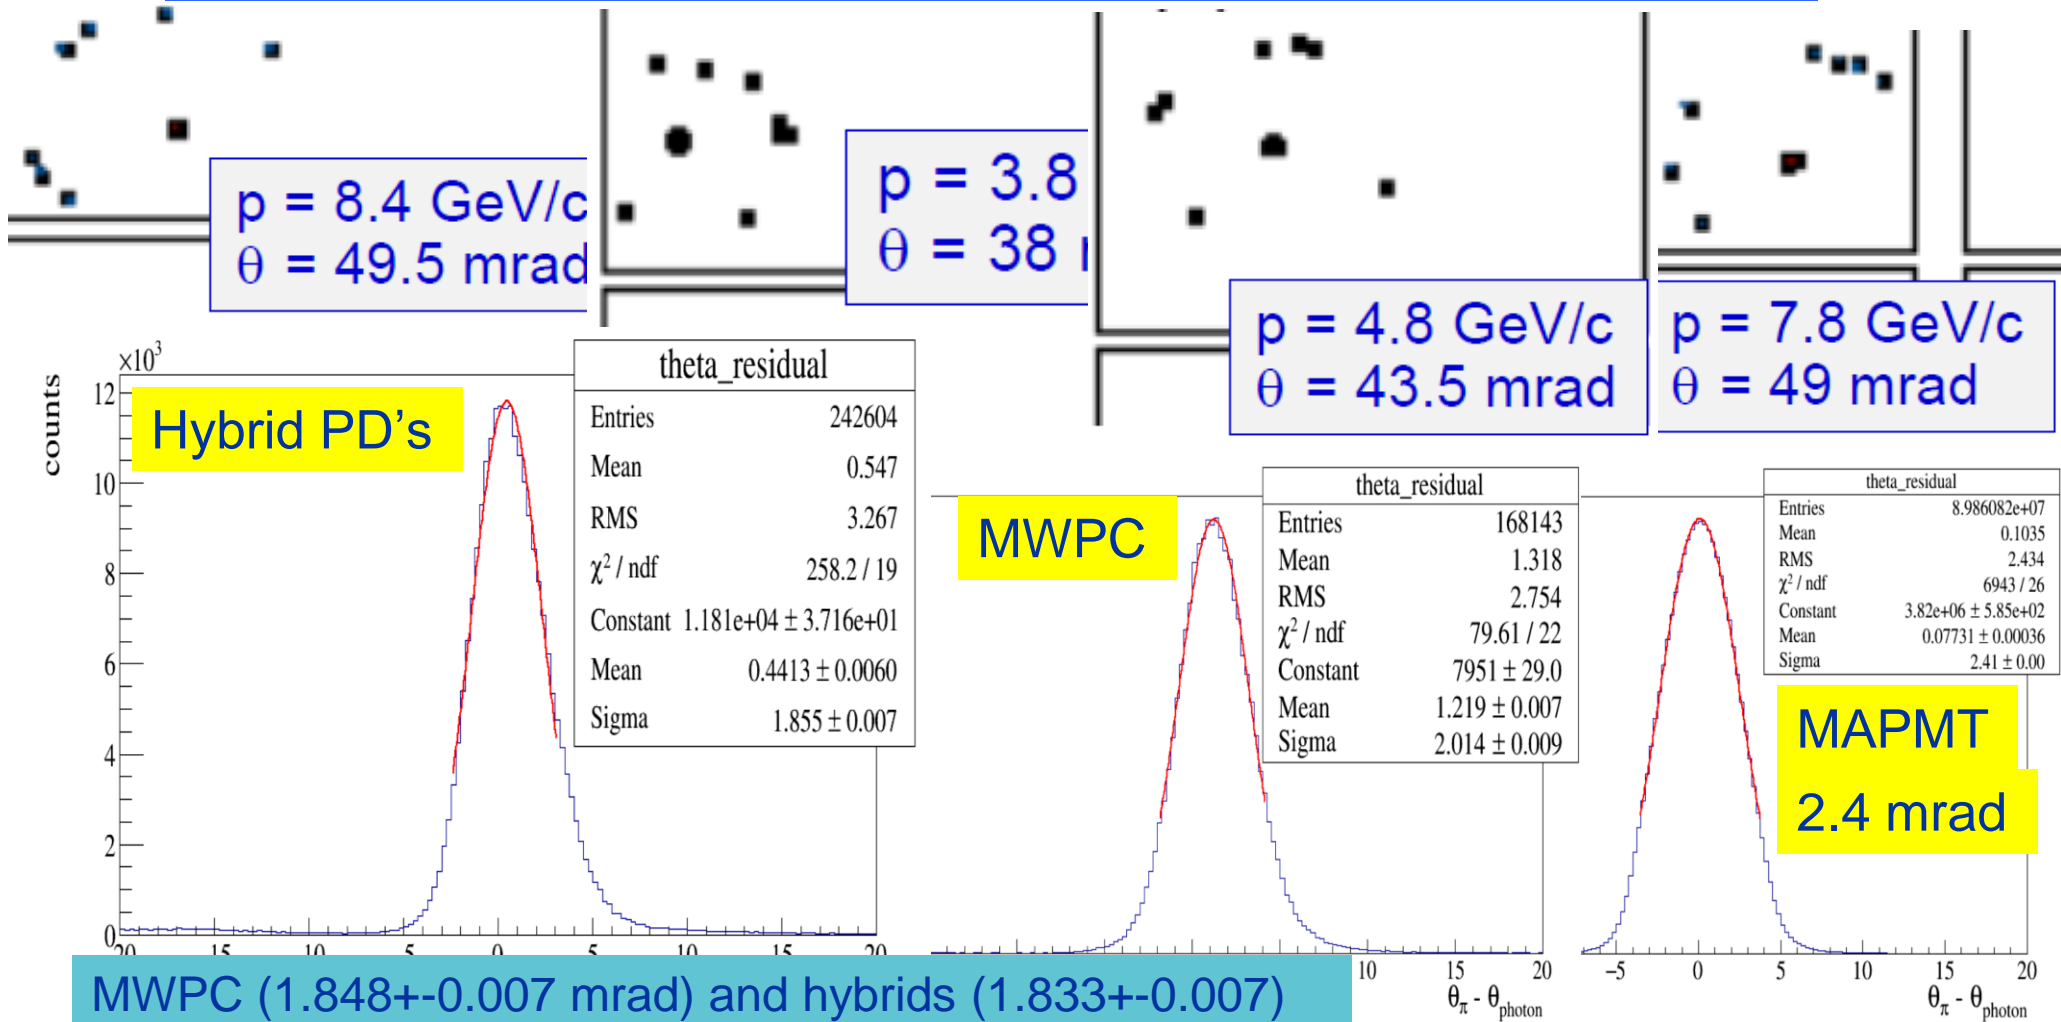 p = 8.4 GeV/c
θ = 49.5 mrad
p = 3.8
θ = 38
p = 4.8 GeV/c
θ = 43.5 mrad
p = 7.8 GeV/c
θ = 49 mrad
×10³
counts
12
10
8
6
4
2
0
Hybrid PD's
theta_residual
Entries 242604
Mean 0.547
RMS 3.267
χ² / ndf 258.2 / 19
Constant 1.181e+04 ± 3.716e+01
Mean 0.4413 ± 0.0060
Sigma 1.855 ± 0.007
20 15 10 5 0 5 10 15 20
MWPC
theta_residual
Entries 168143
Mean 1.318
RMS 2.754
χ² / ndf 79.61 / 22
Constant 7951 ± 29.0
Mean 1.219 ± 0.007
Sigma 2.014 ± 0.009
10 15 20
θπ - θphoton
theta_residual
Entries 8.986082e+07
Mean 0.1035
RMS 2.434
χ² / ndf 6943 / 26
Constant 3.82e+06 ± 5.85e+02
Mean 0.07731 ± 0.00036
Sigma 2.41 ± 0.00
MAPMT
2.4 mrad
−5 0 5 10 15 20
θπ - θphoton
MWPC (1.848+-0.007 mrad) and hybrids (1.833+-0.007)